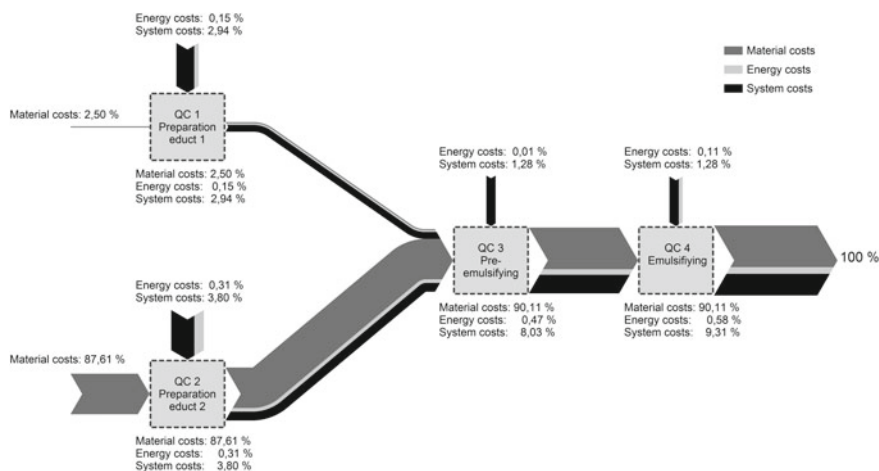 Energy costs: 0,15 %
System costs: 2,94 %
Material costs
Energy costs
System costs
Material costs: 2,50 %
QC 1
Preparation
educt 1
Material costs: 2,50 %
Energy costs: 0,15 %
System costs: 2,94 %
Energy costs: 0,01 %
System costs: 1,28 %
Energy costs: 0,11 %
System costs: 1,28 %
QC 3
Pre-
emulsifying
QC 4
Emulsifiying
100 %
Energy costs: 0,31 %
System costs: 3,80 %
Material costs: 90,11 %
Energy costs: 0,47 %
System costs: 8,03 %
Material costs: 90,11 %
Energy costs: 0,58 %
System costs: 9,31 %
Material costs: 87,61 %
QC 2
Preparation
educt 2
Material costs: 87,61 %
Energy costs: 0,31 %
System costs: 3,80 %